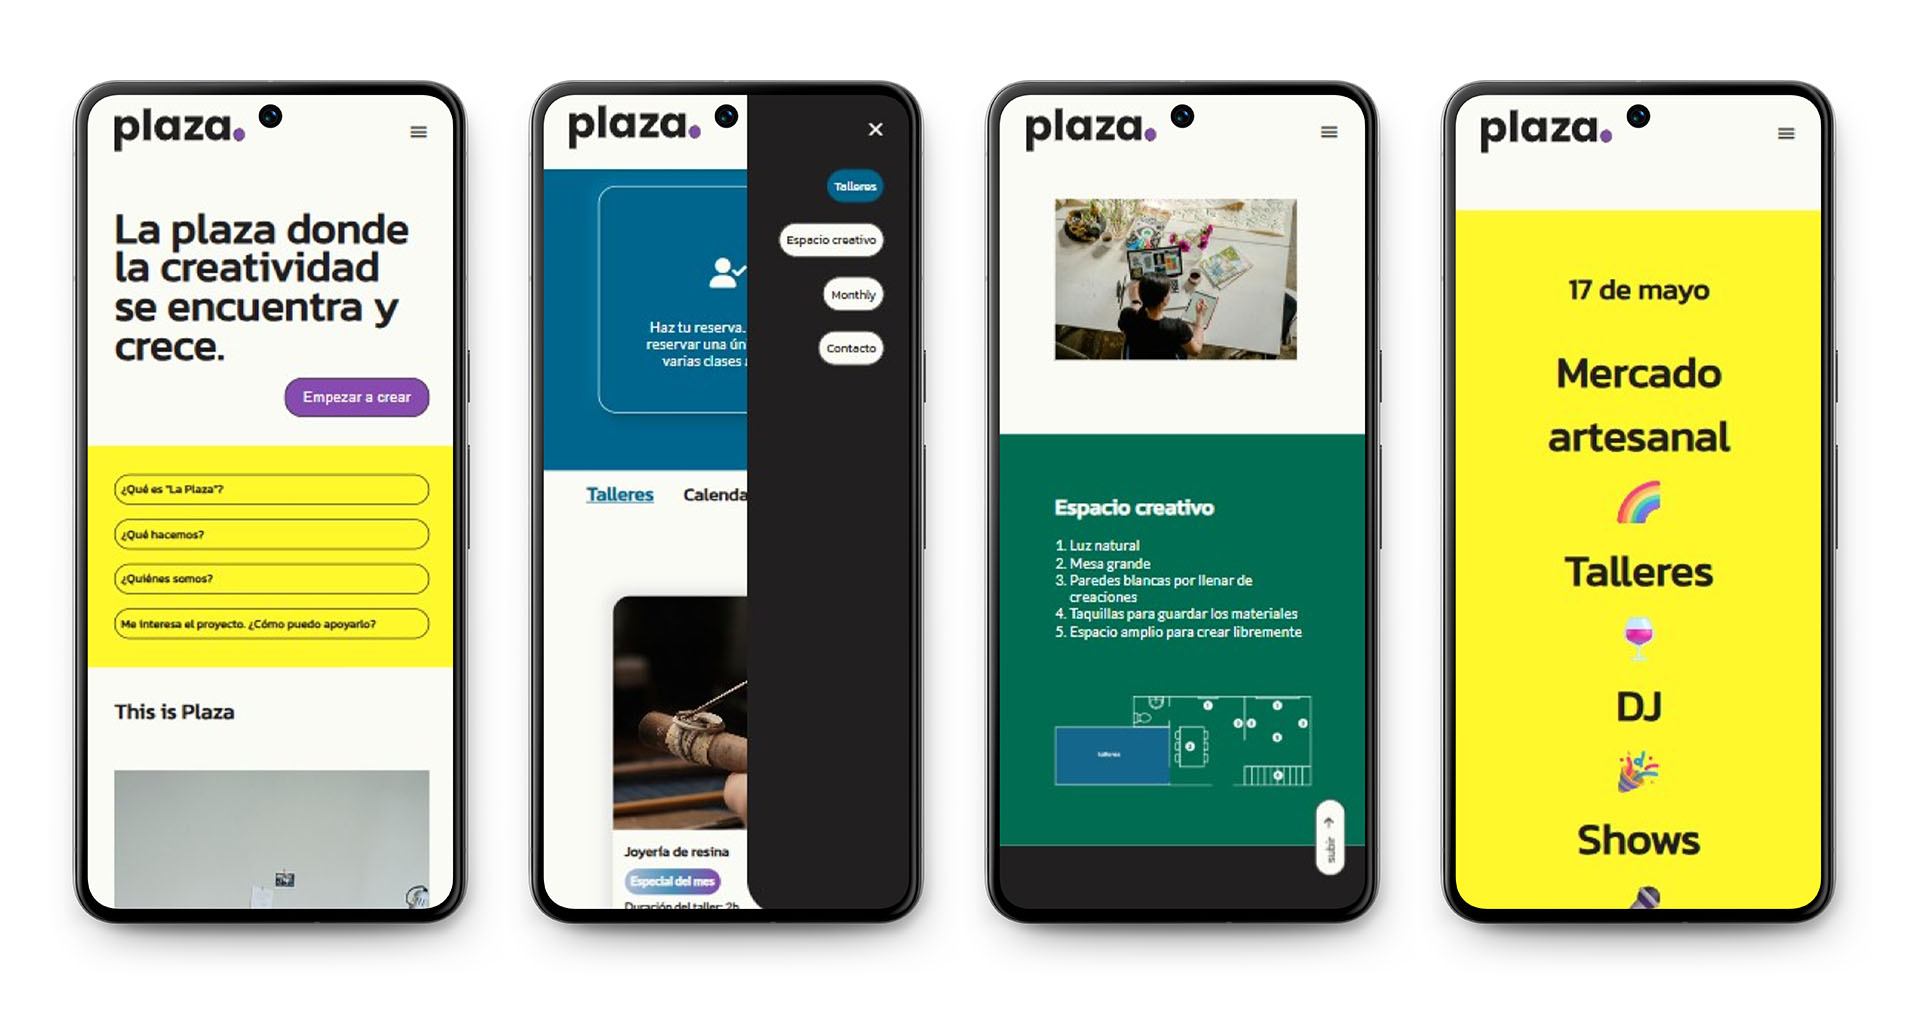 plaza.
La plaza donde
la creatividad
se encuentra y
crece.
Empezar a crear
¿Qué es "La Plaza"?
¿Qué hacemos?
¿Quiénes somos?
Me interesa el proyecto. ¿Cómo puedo apoyarlo?
This is Plaza
plaza.
Haz tu reserva.
reservar una ún
varias clases a
Talleres
Calenda
Joyería de resina
Especial del mes
Duración del taller: 2h
Talleres
Espacio creativo
Monthly
Contacto
plaza.
Espacio creativo
1. Luz natural
2. Mesa grande
3. Paredes blancas por llenar de
creaciones
4. Taquillas para guardar los materiales
5. Espacio amplio para crear libremente
talleres
subir
plaza.
17 de mayo
Mercado
artesanal
Talleres
DJ
Shows